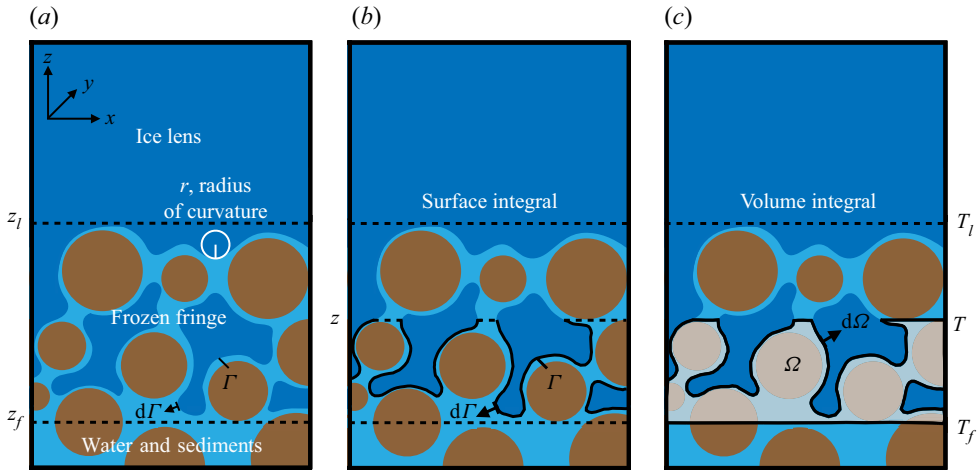 (a)
(b)
(c)
z
y
x
Ice lens
r, radius
of curvature
Surface integral
Volume integral
z_l
T_l
Frozen fringe
z
T
dΩ
Γ
Γ
Ω
dΓ
dΓ
z_f
T_f
Water and sediments